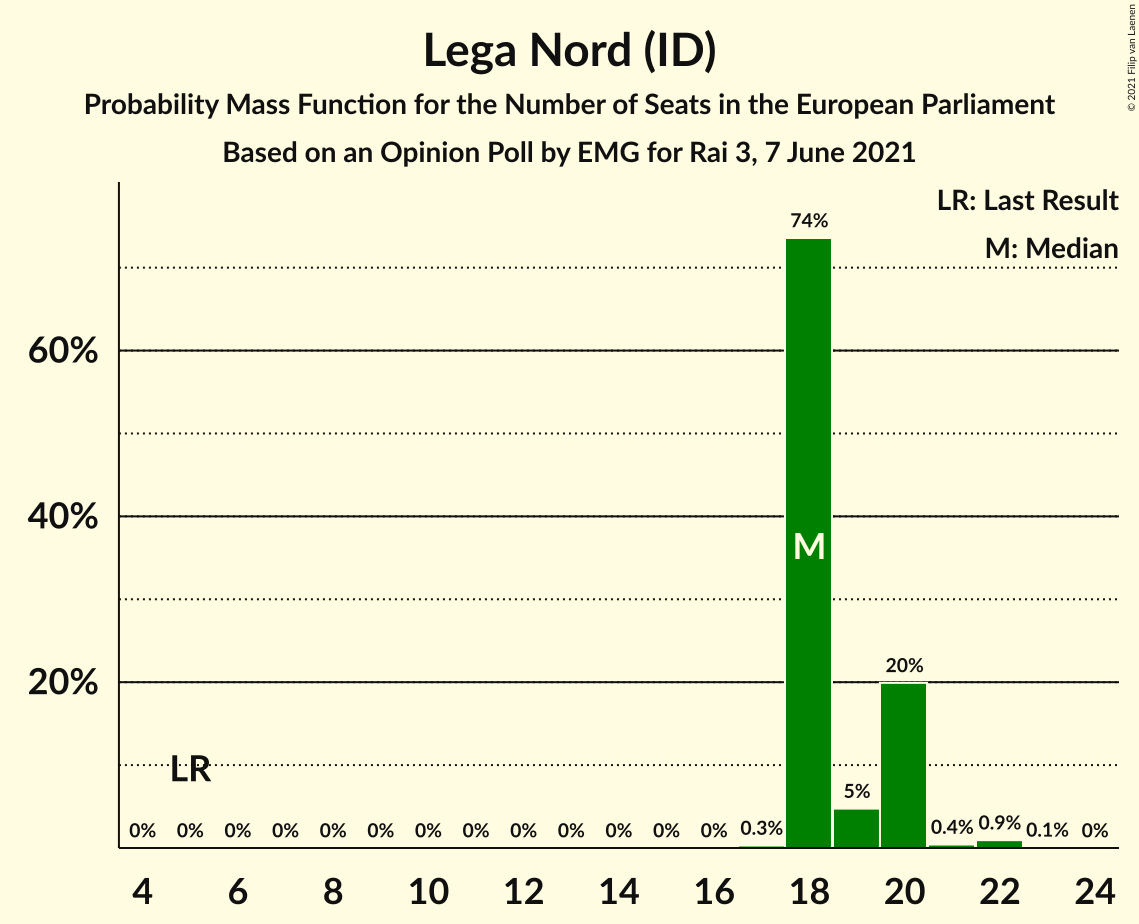 Lega Nord (ID)
Probability Mass Function for the Number of Seats in the European Parliament
Based on an Opinion Poll by EMG for Rai 3, 7 June 2021
© 2021 Filip van Laenen
LR: Last Result
M: Median
74%
60%
40%
M
20%
20%
LR
5%
0% 0% 0% 0% 0% 0% 0% 0% 0% 0% 0% 0% 0% 0.3% 0.4% 0.9% 0.1% 0%
4 6 8 10 12 14 16 18 20 22 24